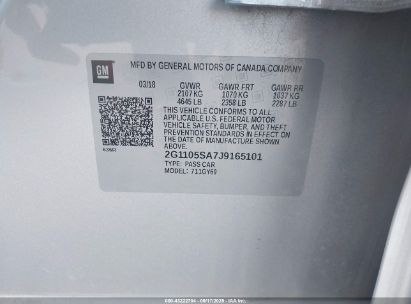 GM
MFD BY GENERAL MOTORS OF CANADA COMPANY
03/18 GVWR GAWR FRT GAWR RR
2107 KG 1070 KG 1037 KG
4645 LB 2358 LB 2287 LB
THIS VEHICLE CONFORMS TO ALL
APPLICABLE U.S. FEDERAL MOTOR
VEHICLE SAFETY, BUMPER, AND THEFT
PREVENTION STANDARDS IN EFFECT ON
THE DATE OF MANUFACTURE SHOWN
ABOVE.
2G1105SA7J9165101
TYPE: PASS CAR
MODEL: 711GY69